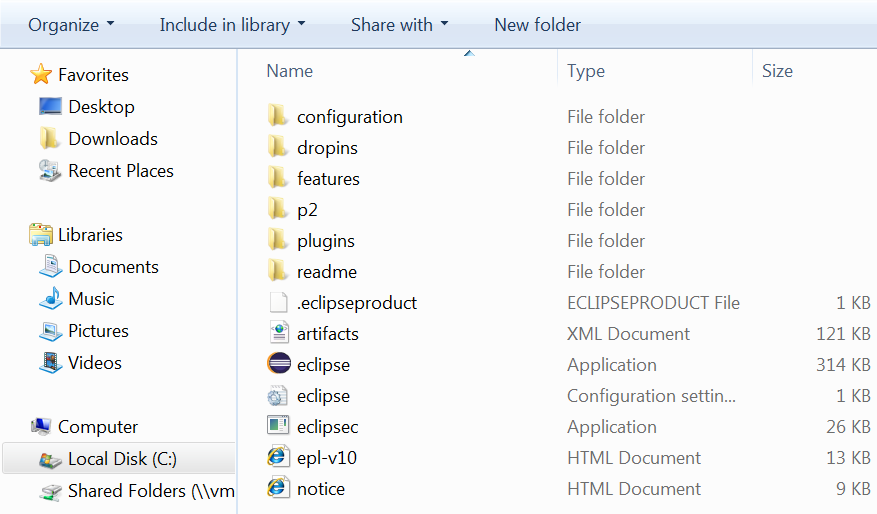 Organize Include in library Share with New folder
Favorites
Desktop
Downloads
Recent Places
Libraries
Documents
Music
Pictures
Videos
Computer
Local Disk (C:)
Shared Folders (\\vm
Name Type Size
configuration File folder
dropins File folder
features File folder
p2 File folder
plugins File folder
readme File folder
.eclipseproduct ECLIPSEPRODUCT File 1 KB
artifacts XML Document 121 KB
eclipse Application 314 KB
eclipse Configuration settin... 1 KB
eclipsec Application 26 KB
epl-v10 HTML Document 13 KB
notice HTML Document 9 KB